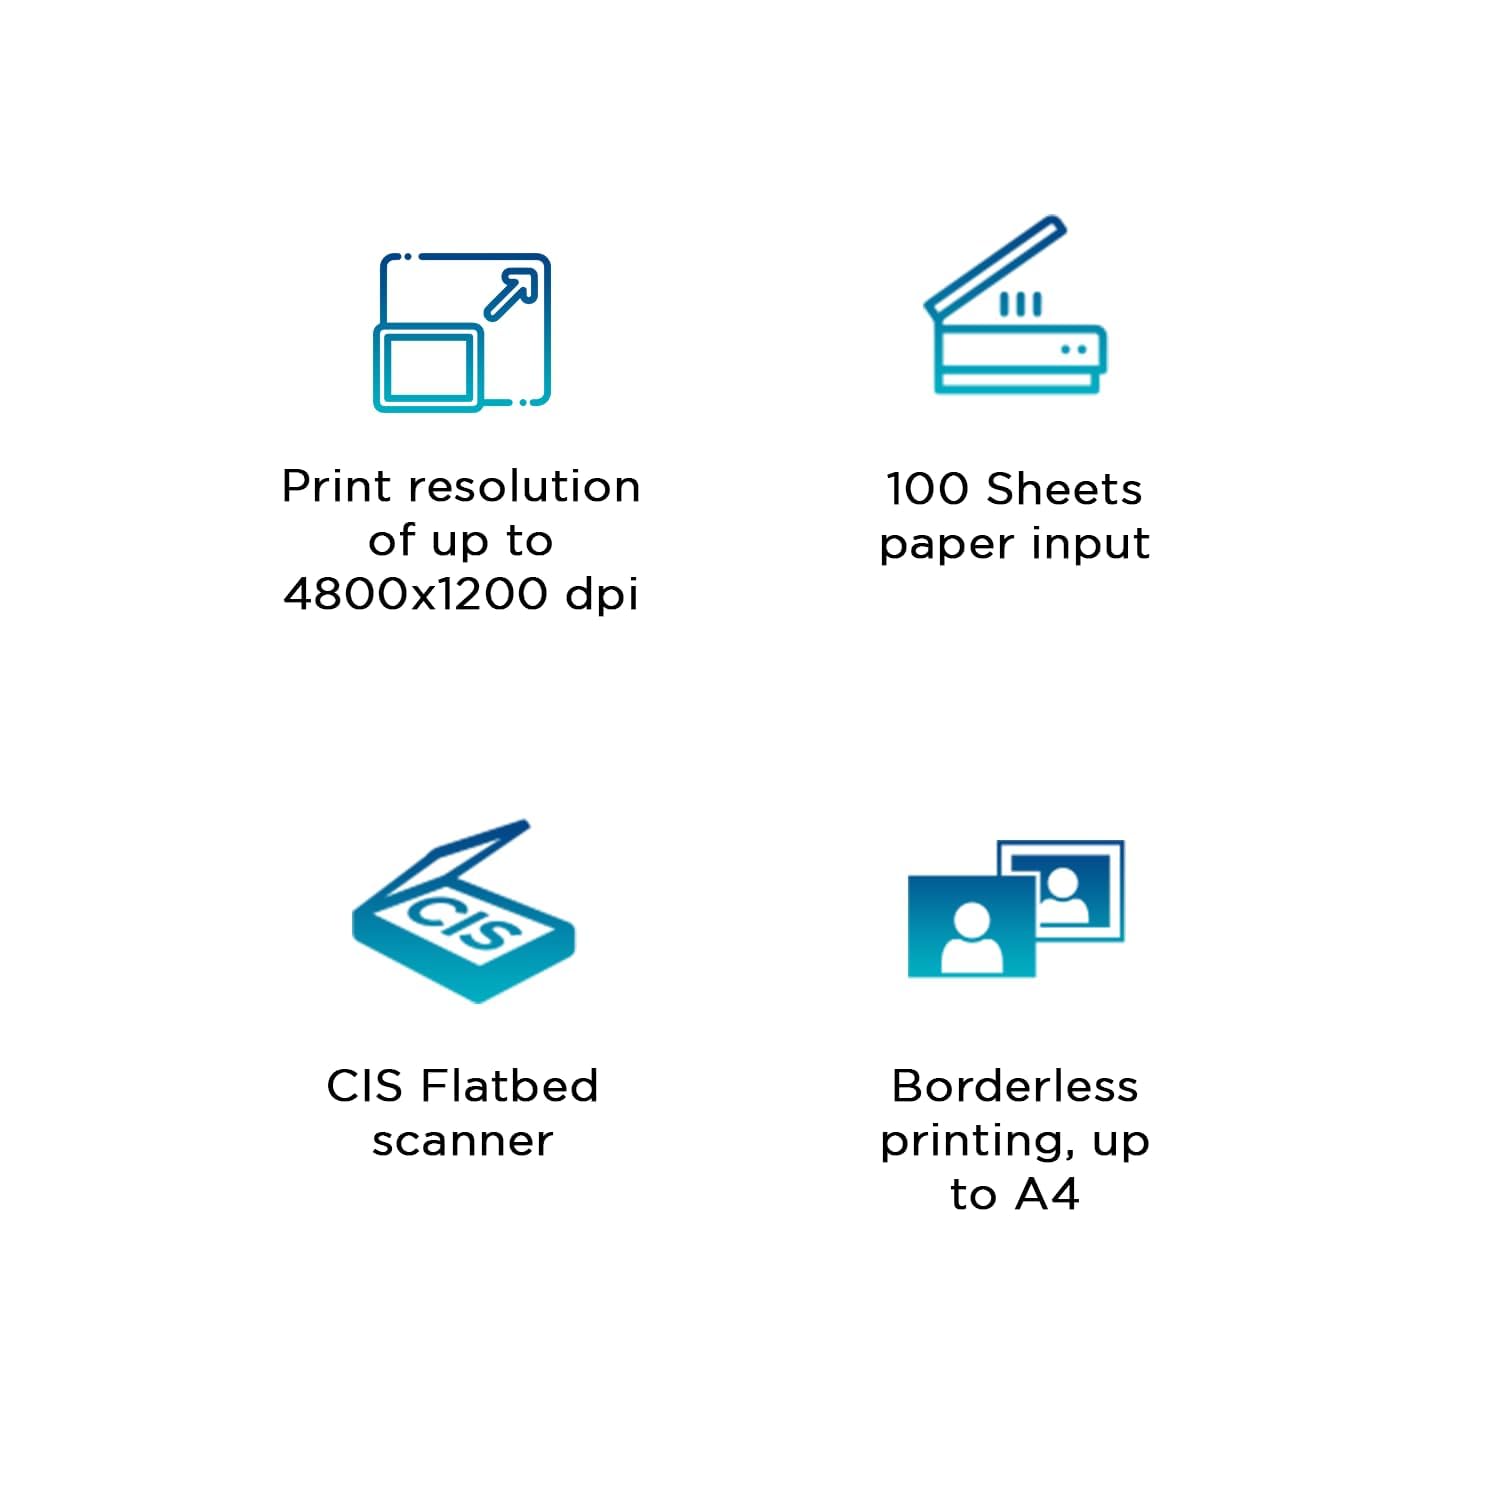 Print resolution
of up to
4800x1200 dpi
100 Sheets
paper input
CIS
CIS Flatbed
scanner
Borderless
printing, up
to A4